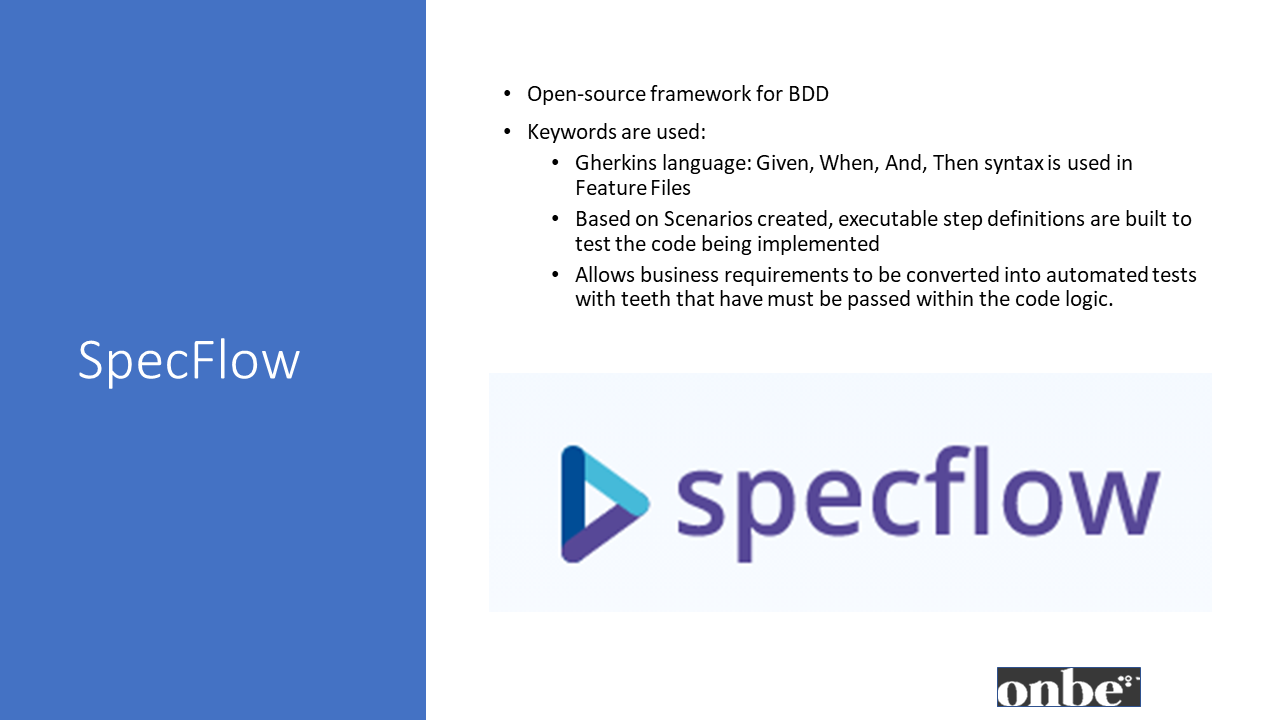 SpecFlow
• Open-source framework for BDD
• Keywords are used:
• Gherkins language: Given, When, And, Then syntax is used in
Feature Files
• Based on Scenarios created, executable step definitions are built to
test the code being implemented
• Allows business requirements to be converted into automated tests
with teeth that have must be passed within the code logic.
specflow
onbe